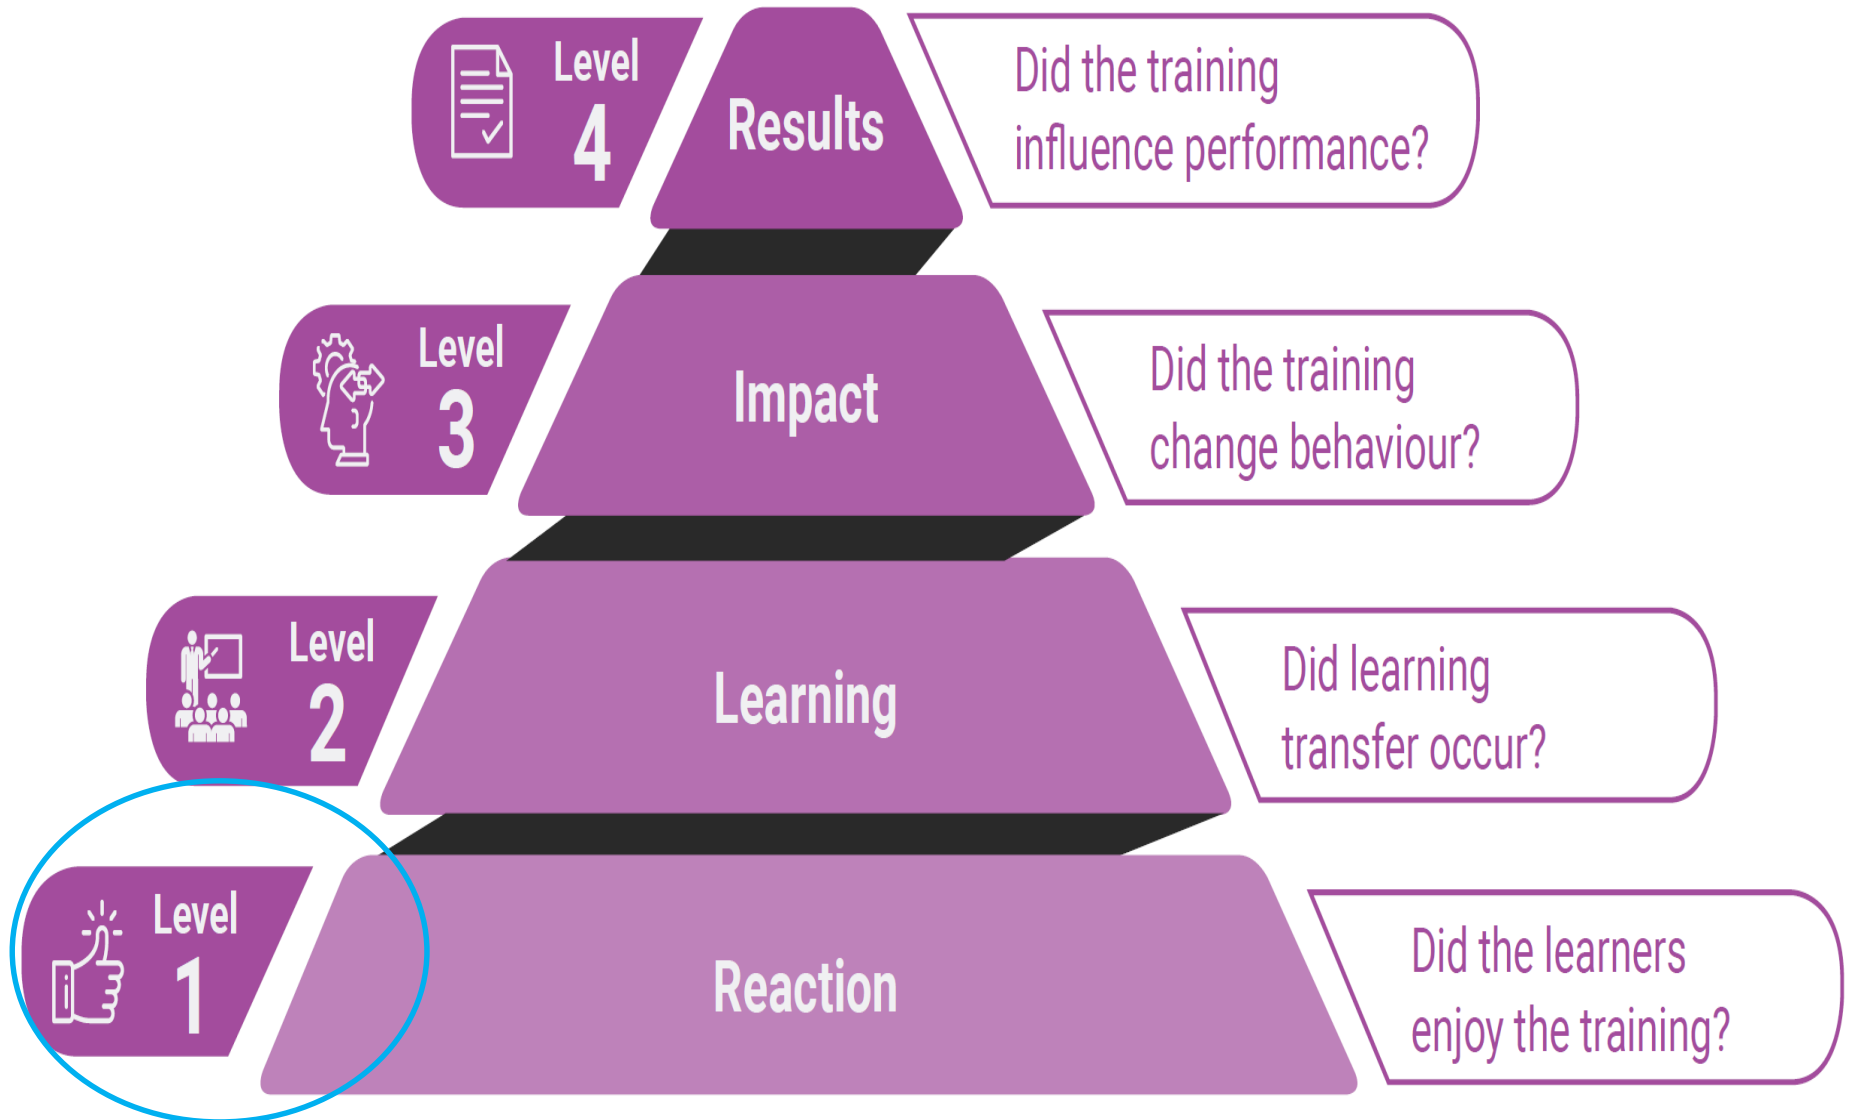 Level
4
Results
Did the training
influence performance?
Level
3
Impact
Did the training
change behaviour?
Level
2
Learning
Did learning
transfer occur?
Level
1
Reaction
Did the learners
enjoy the training?